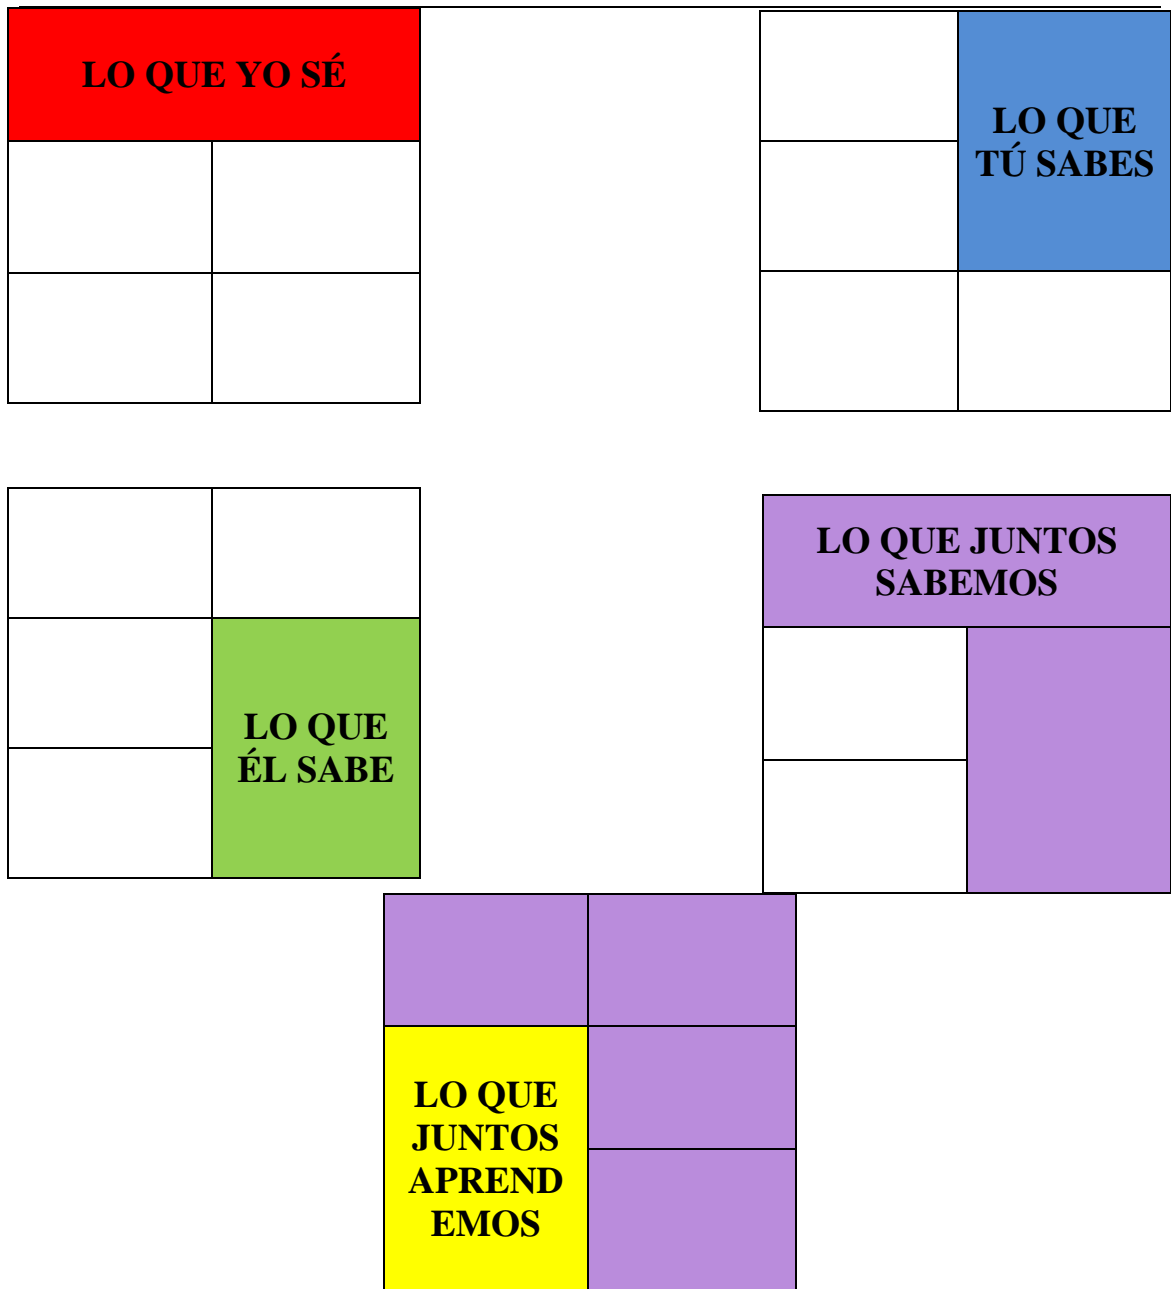 LO QUE YO SÉ
LO QUE
TÚ SABES
LO QUE
ÉL SABE
LO QUE JUNTOS
SABEMOS
LO QUE
JUNTOS
APREND
EMOS